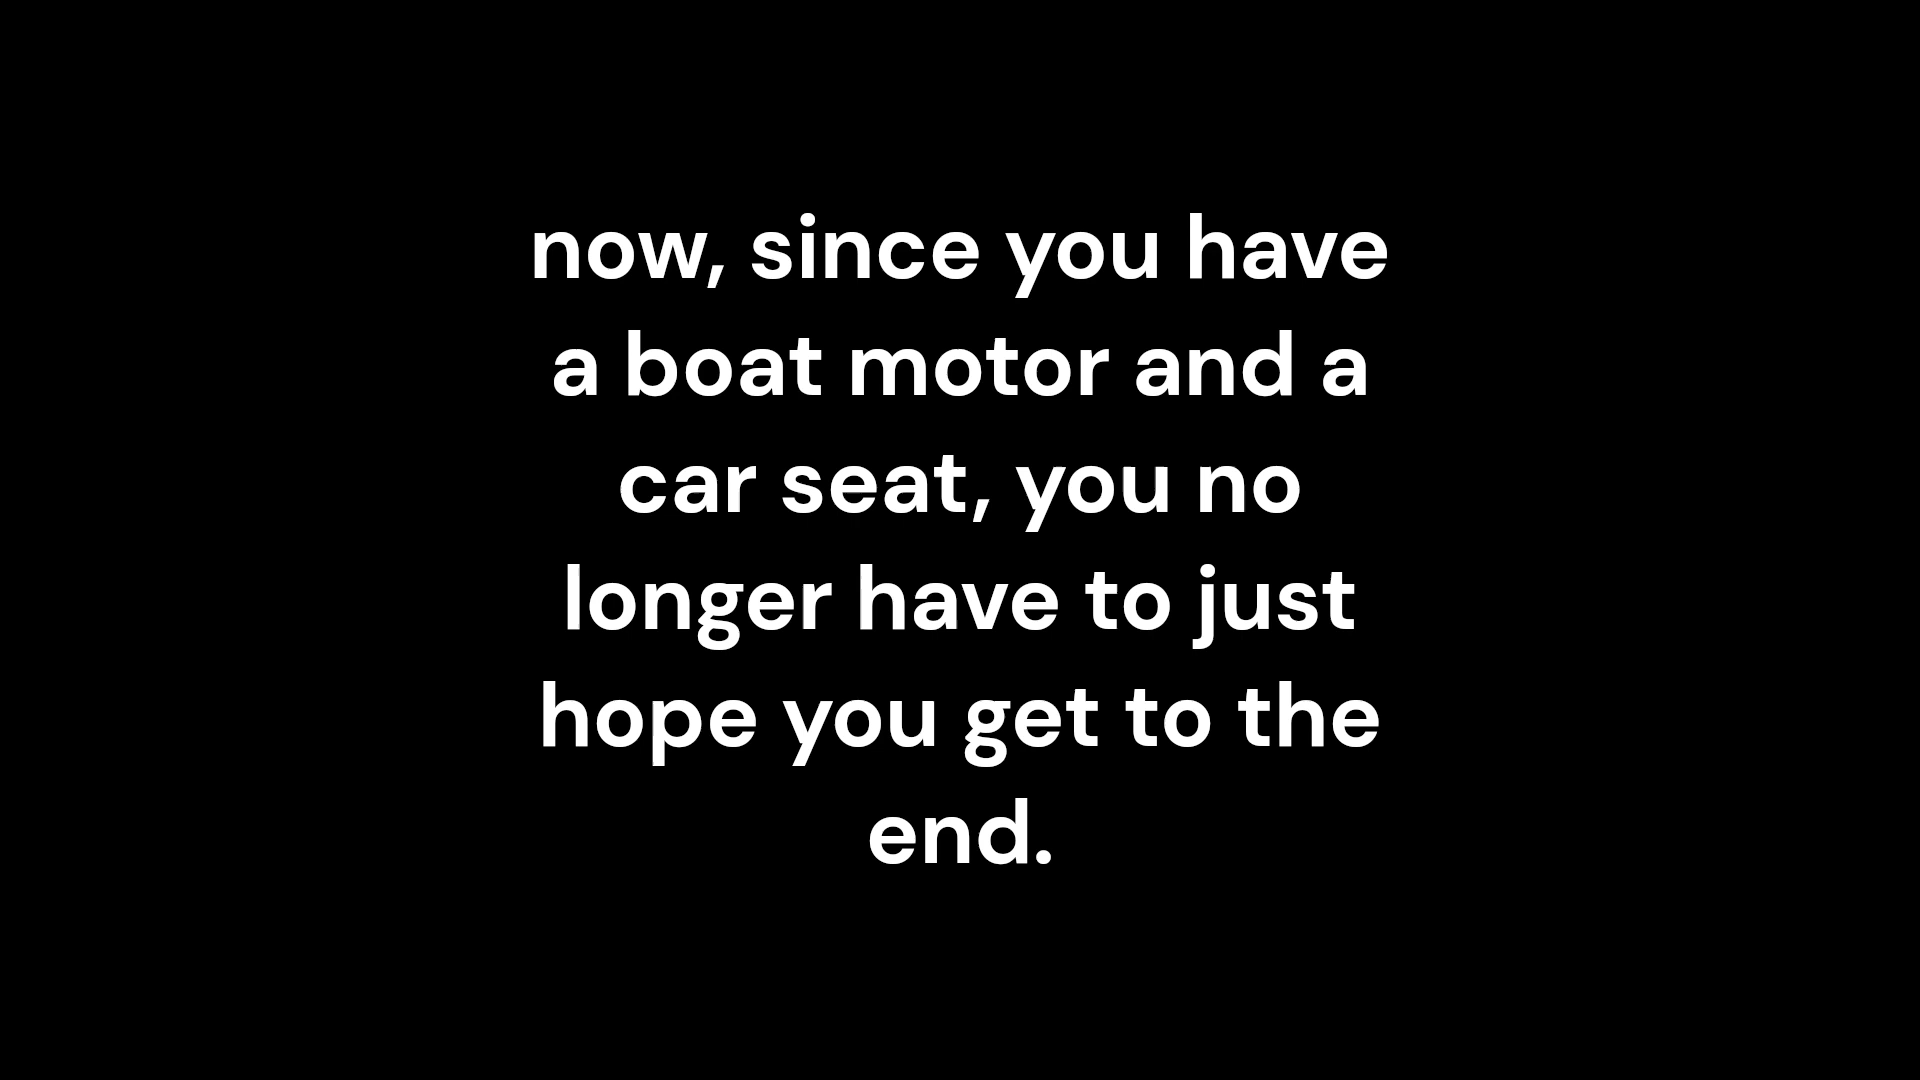 now, since you have
a boat motor and a
car seat, you no
longer have to just
hope you get to the
end.